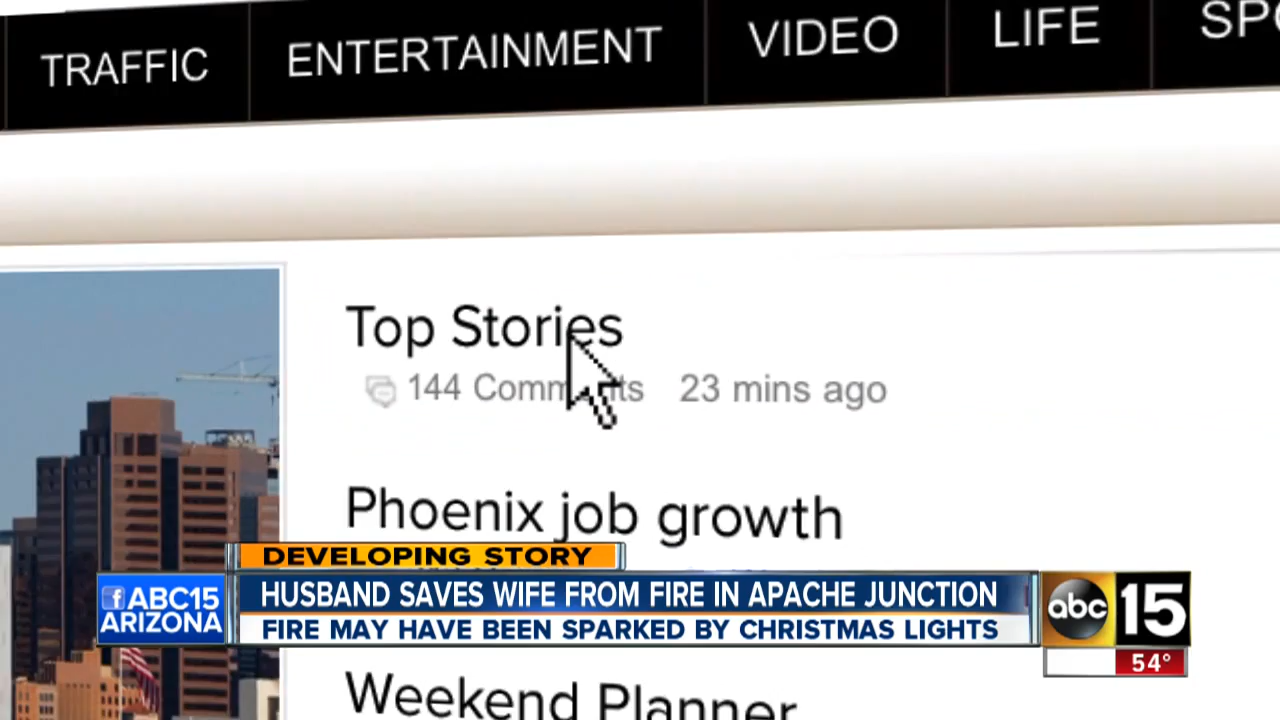 TRAFFIC
ENTERTAINMENT
VIDEO
LIFE
Top Stories
144 Comments 23 mins ago
Phoenix job growth
DEVELOPING STORY
f ABC15
ARIZONA
HUSBAND SAVES WIFE FROM FIRE IN APACHE JUNCTION
FIRE MAY HAVE BEEN SPARKED BY CHRISTMAS LIGHTS
abc 15
54°
Weekend Planner